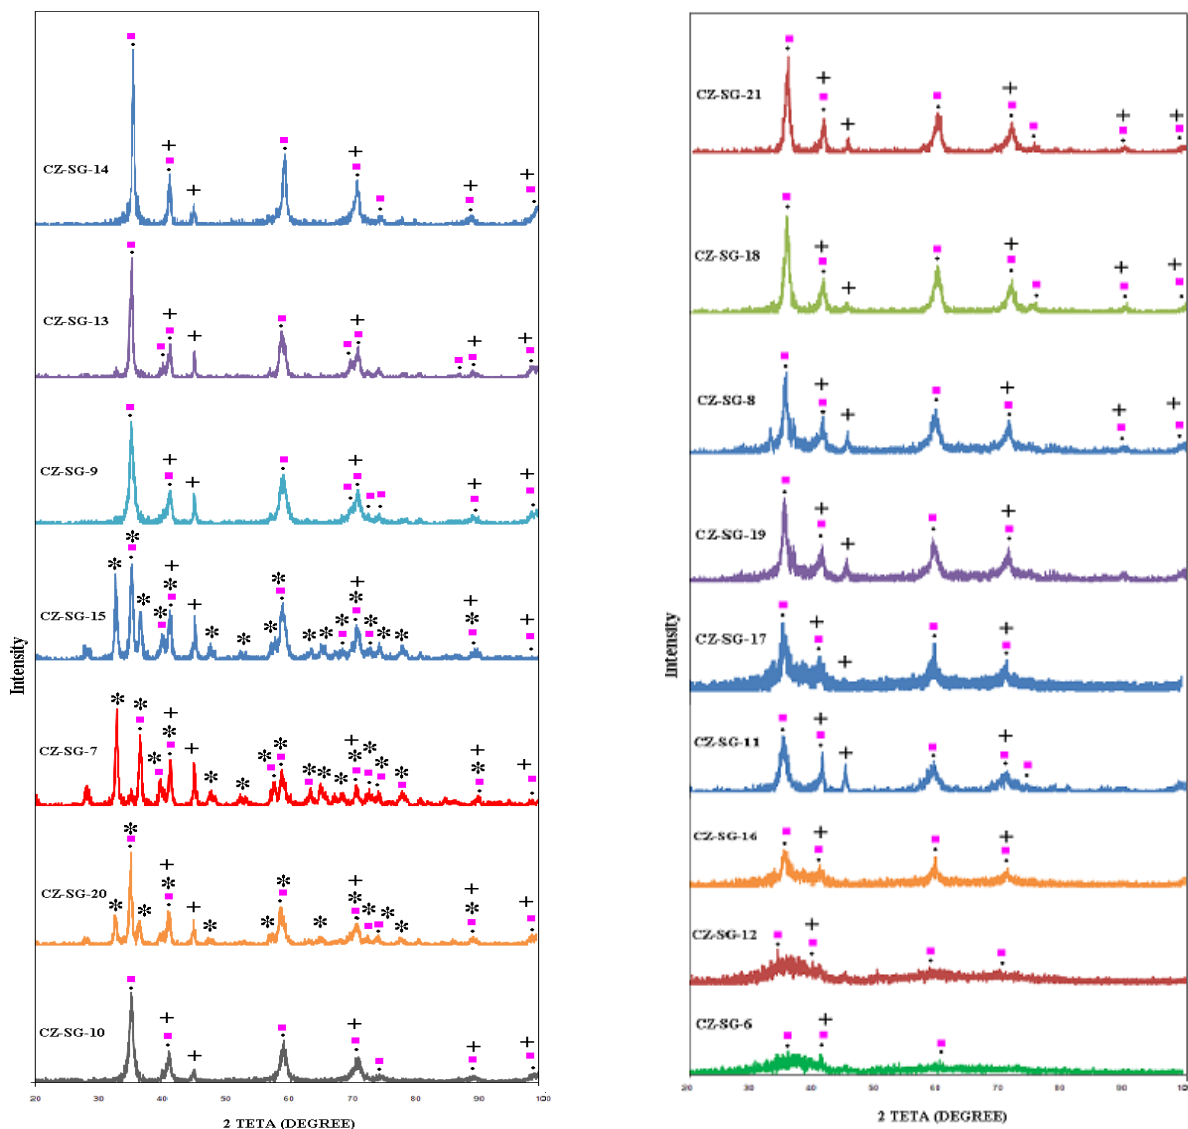 CZ-SG-14
CZ-SG-13
CZ-SG-9
CZ-SG-15
CZ-SG-7
CZ-SG-20
CZ-SG-10
Intensity
20 30 40 50 60 70 80 90 100
2 TETA (DEGREE)
CZ-SG-21
CZ-SG-18
CZ-SG-8
CZ-SG-19
CZ-SG-17
CZ-SG-11
CZ-SG-16
CZ-SG-12
CZ-SG-6
Intensity
20 30 40 50 60 70 80 90 100
2 TETA (DEGREE)